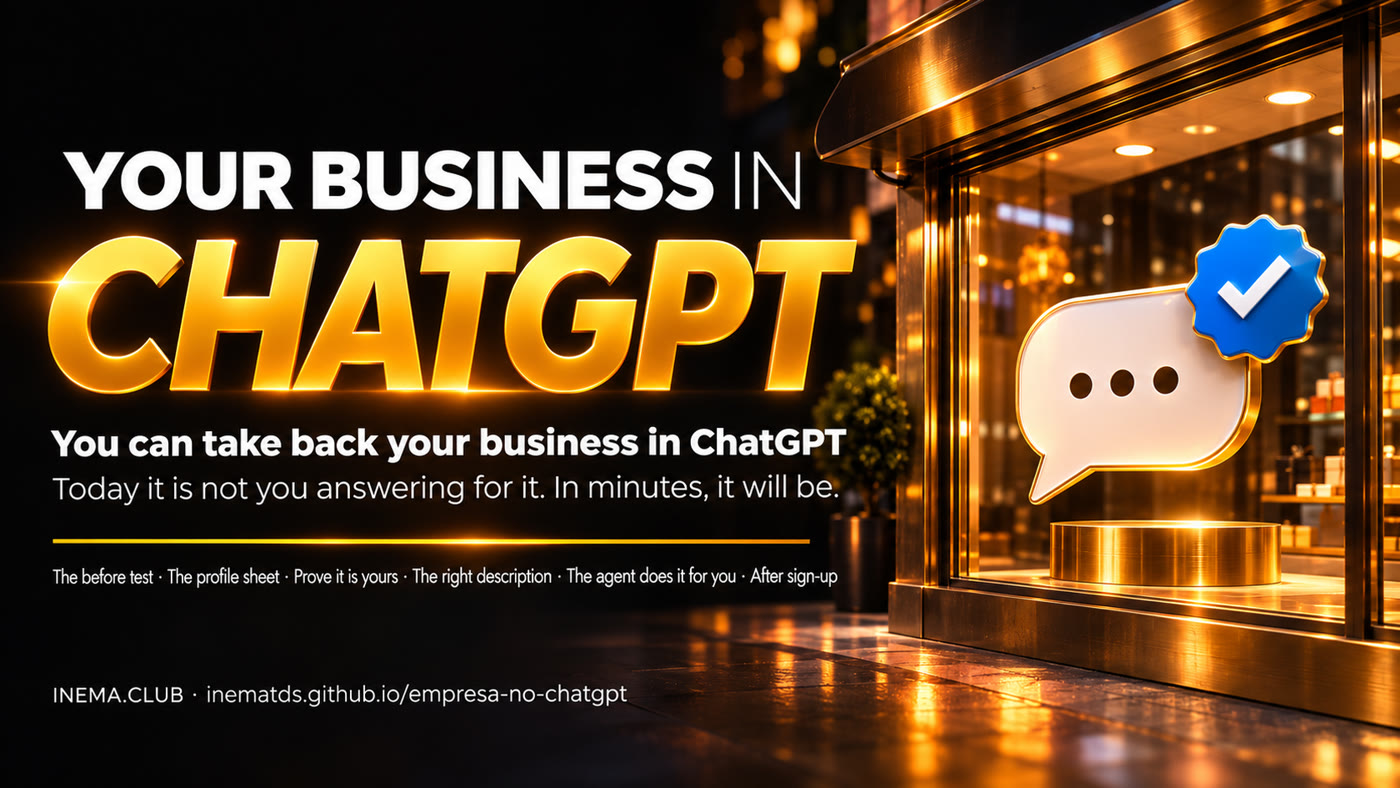 YOUR BUSINESS IN
CHATGPT
You can take back your business in ChatGPT
Today it is not you answering for it. In minutes, it will be.
The before test · The profile sheet · Prove it is yours · The right description · The agent does it for you · After sign-up
INEMA.CLUB · inematds.github.io/empresa-no-chatgpt